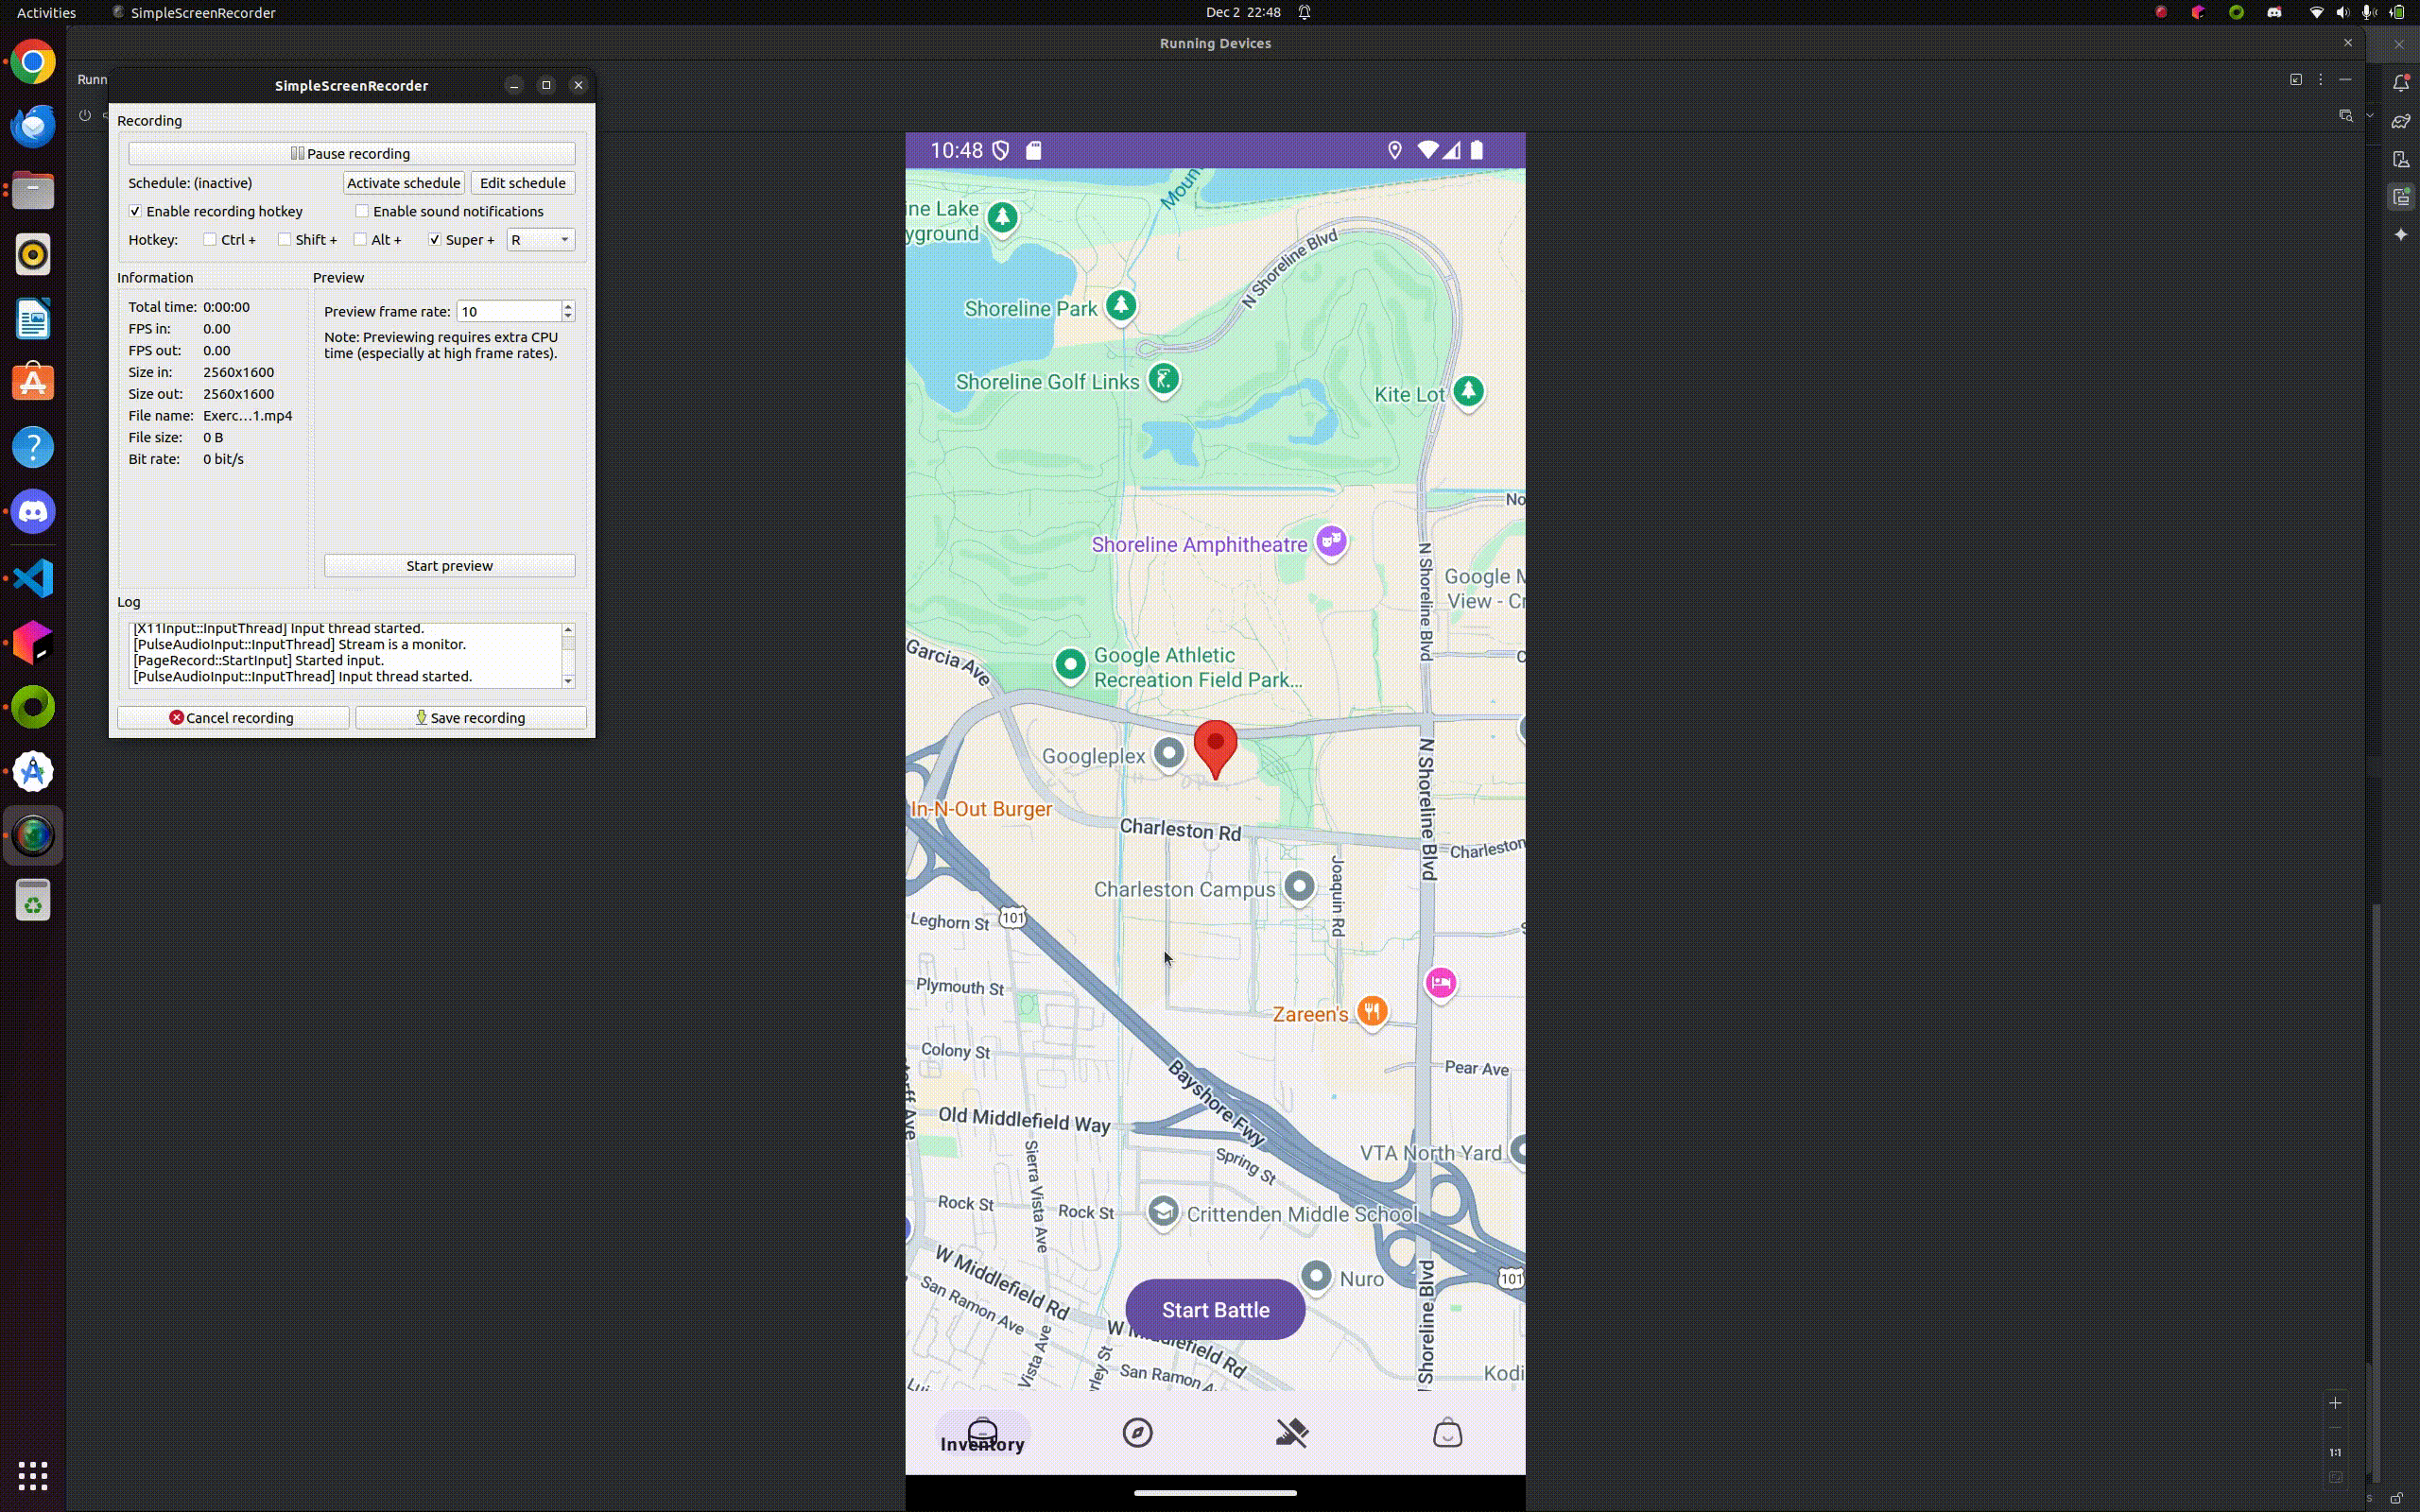 Activities
SimpleScreenRecorder
Dec 2 22:48
Running Devices
Runn
SimpleScreenRecorder
Recording
Pause recording
Schedule: (inactive)
Activate schedule
Edit schedule
Enable recording hotkey
Enable sound notifications
Hotkey:
Ctrl +
Shift +
Alt +
Super +
R
Information
Preview
Total time: 0:00:00
FPS in: 0.00
FPS out: 0.00
Size in: 2560x1600
Size out: 2560x1600
File name: Exerc…1.mp4
File size: 0 B
Bit rate: 0 bit/s
Preview frame rate: 10
Note: Previewing requires extra CPU
time (especially at high frame rates).
Start preview
Log
[X11Input::InputThread] Input thread started.
[PulseAudioInput::InputThread] Stream is a monitor.
[PageRecord::StartInput] Started input.
[PulseAudioInput::InputThread] Input thread started.
Cancel recording
Save recording
10:48
Moun
ine Lake
yground
N Shoreline Blvd
Shoreline Park
Shoreline Golf Links
Kite Lot
No
Shoreline Amphitheatre
N Shoreline Blvd
Google M
View - Cr
Garcia Ave
Google Athletic
Recreation Field Park...
C
Googleplex
N Shoreline Blvd
In-N-Out Burger
Charleston Rd
Charleston
Charleston Campus
Joaquin Rd
Leghorn St
101
Plymouth St
Zareen's
Colony St
Pear Ave
Bayshore Fwy
Old Middlefield Way
VTA North Yard
Spring St
Sierra Vista Ave
Rock St
Rock St
Crittenden Middle School
W Middlefield Rd
Nuro
101
San Ramon Ave
Start Battle
Shoreline Blvd
W Middlefield Rd
Vista Ave
rley St
San Ramon A
Kodi
Inventory
1:1